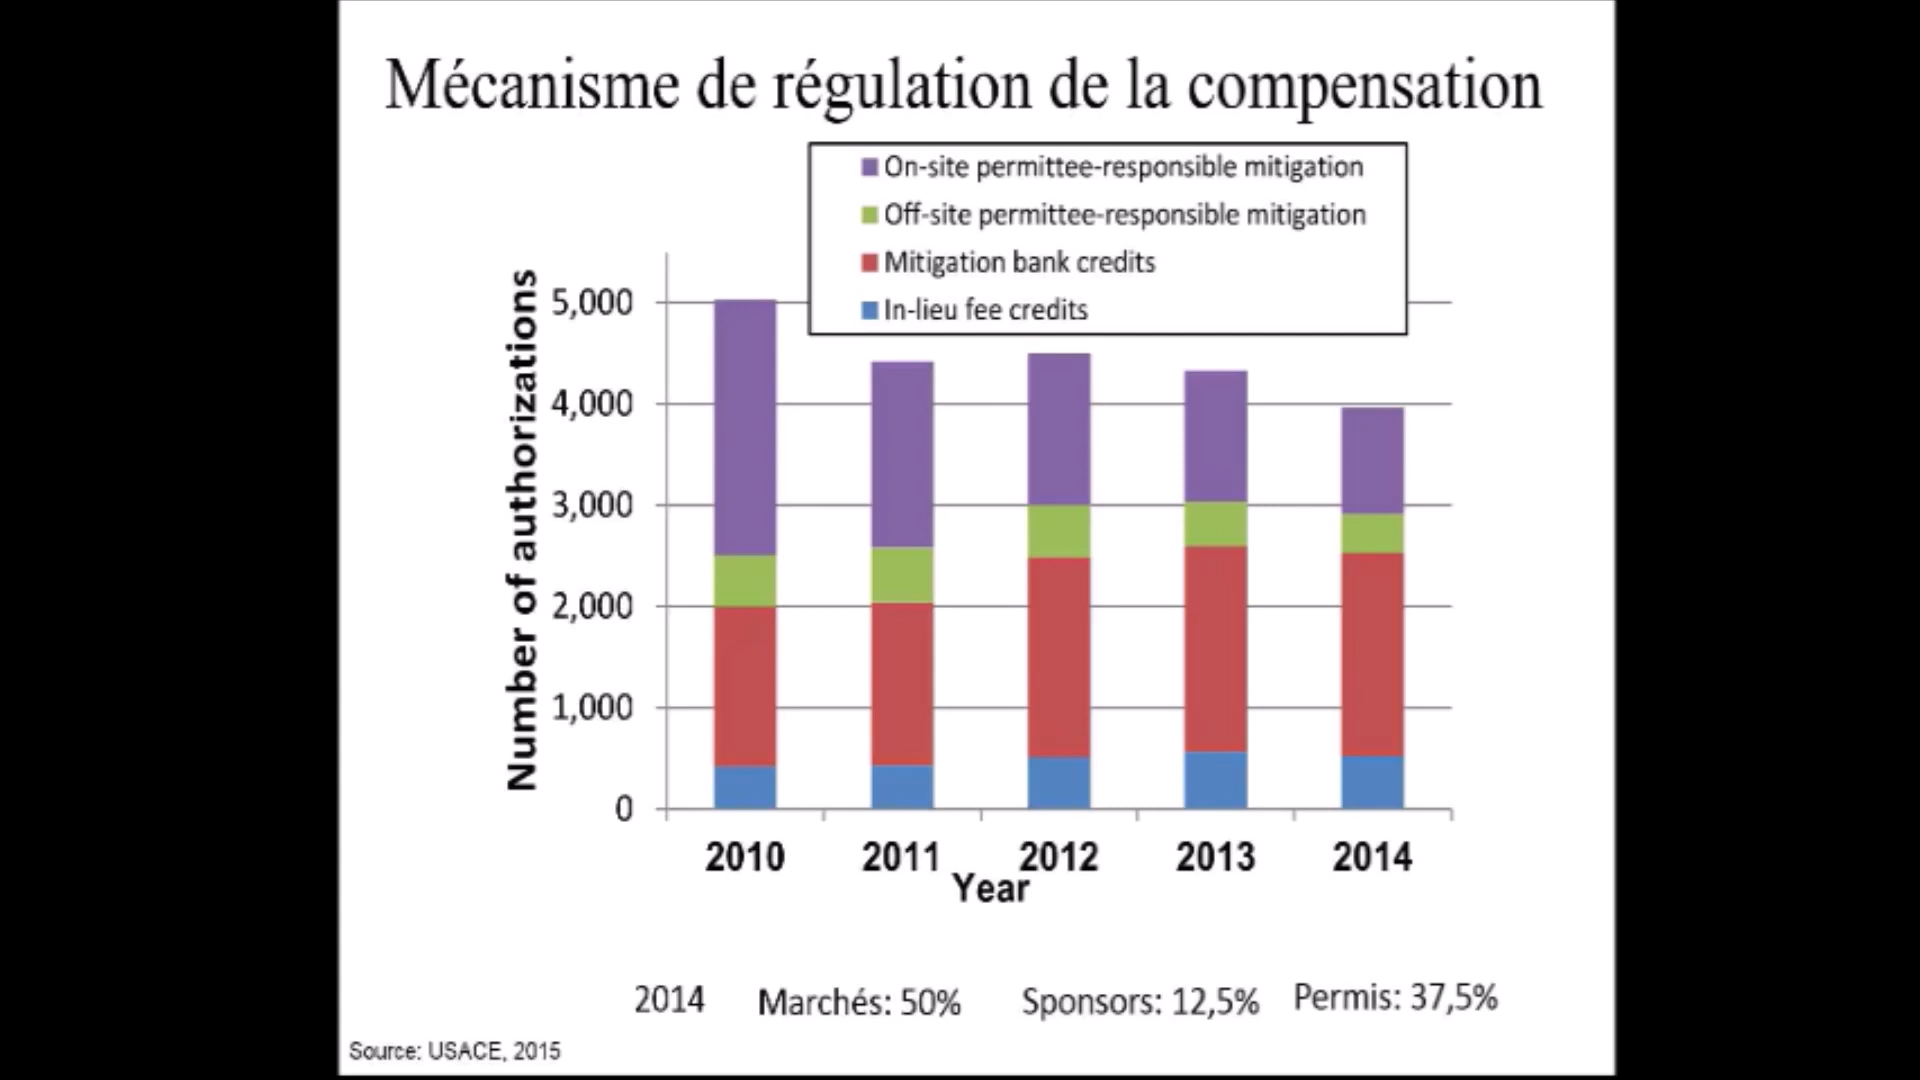 Mécanisme de régulation de la compensation
On-site permittee-responsible mitigation
Off-site permittee-responsible mitigation
Mitigation bank credits
In-lieu fee credits
Number of authorizations
5,000
4,000
3,000
2,000
1,000
0
2010 2011 2012 2013 2014
Year
2014 Marchés: 50% Sponsors: 12,5% Permis: 37,5%
Source: USACE, 2015